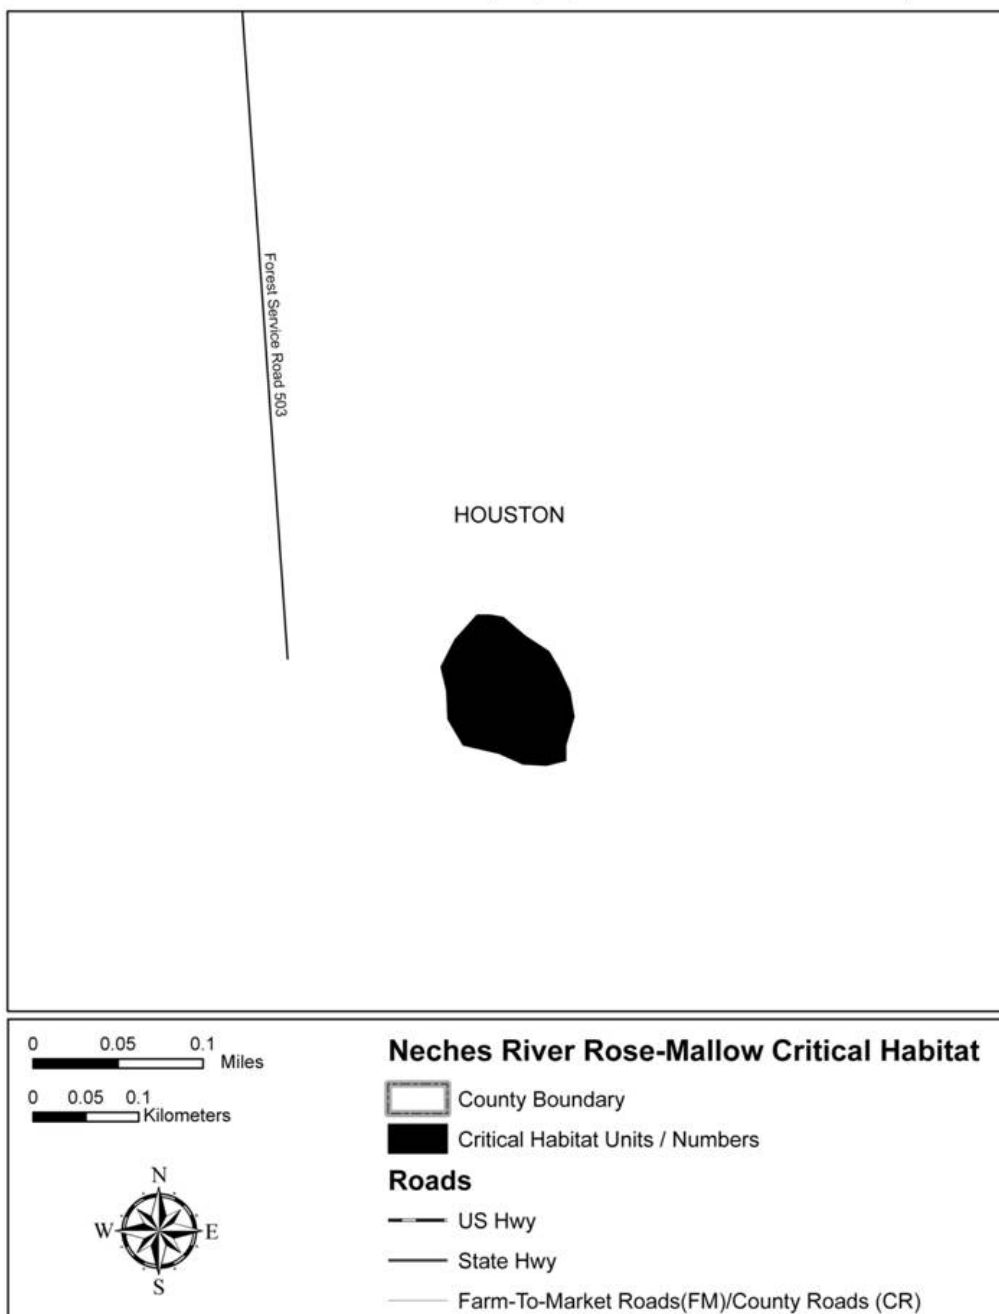 Forest Service Road 503
HOUSTON
0 0.05 0.1
Miles
0 0.05 0.1
Kilometers
N
W E
S
Neches River Rose-Mallow Critical Habitat
County Boundary
Critical Habitat Units / Numbers
Roads
US Hwy
State Hwy
Farm-To-Market Roads(FM)/County Roads (CR)